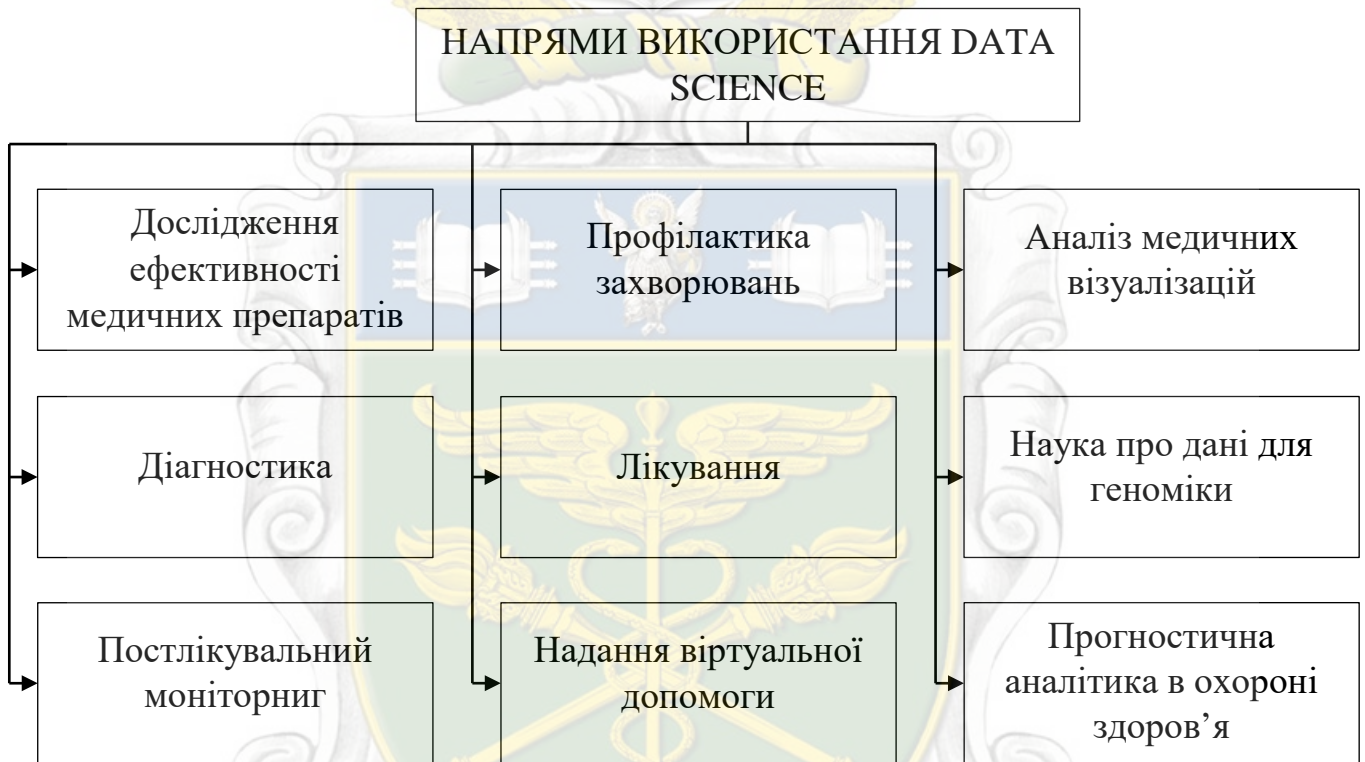 НАПРЯМИ ВИКОРИСТАННЯ DATA
SCIENCE
Дослідження
ефективності
медичних препаратів
Профілактика
захворювань
Аналіз медичних
візуалізацій
Діагностика
Лікування
Наука про дані для
геноміки
Постлікувальний
моніторниг
Надання віртуальної
допомоги
Прогностична
аналітика в охороні
здоров’я